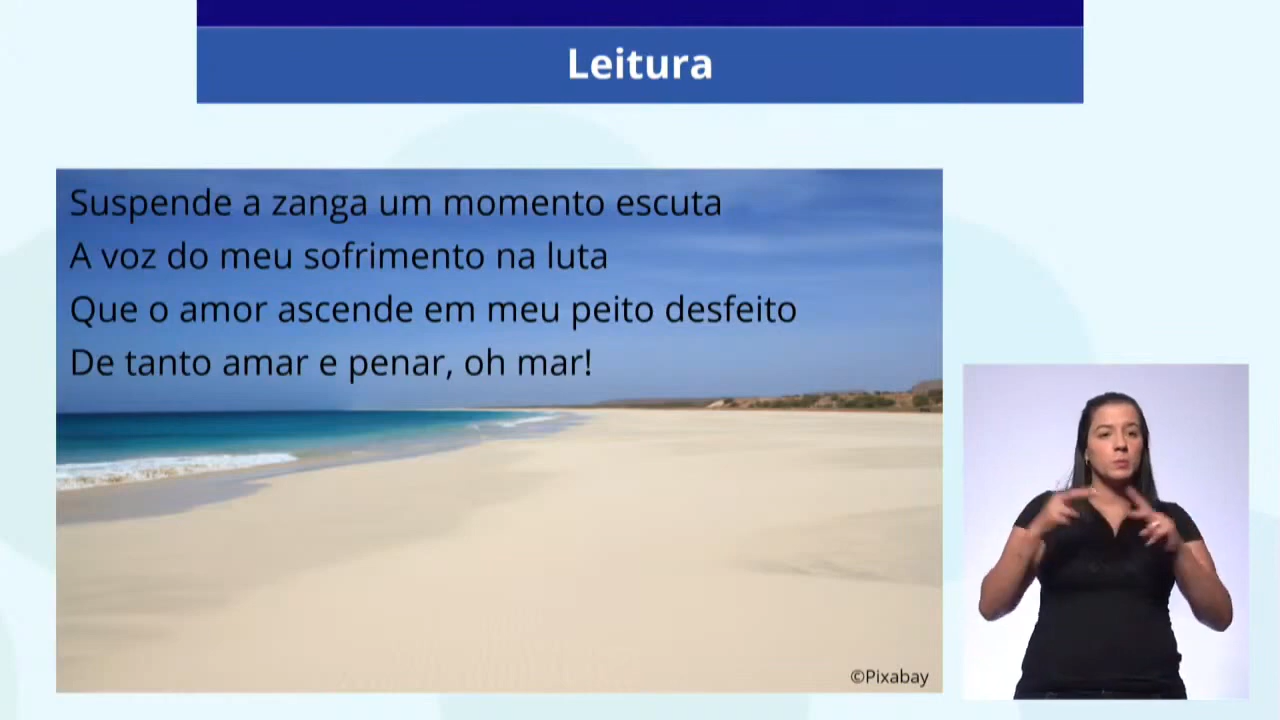 Leitura
Suspende a zanga um momento escuta
A voz do meu sofrimento na luta
Que o amor ascende em meu peito desfeito
De tanto amar e penar, oh mar!
©Pixabay